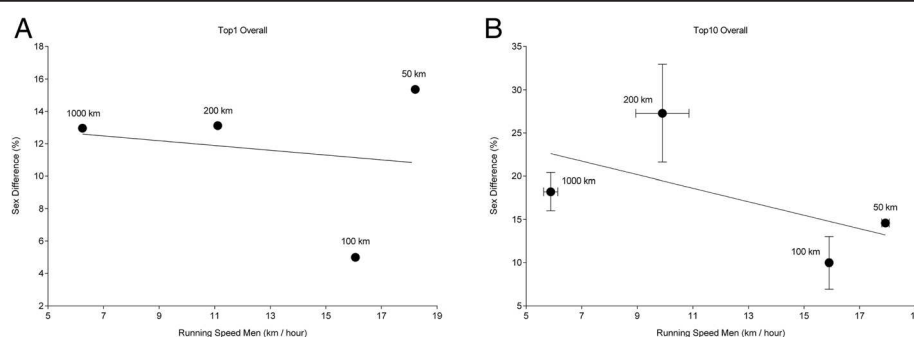 A
Top1 Overall
18
16
14
12
10
8
6
4
2
Sex Difference (%)
1000 km
200 km
50 km
100 km
5
7
9
11
13
15
17
19
Running Speed Men (km / hour)
B
Top10 Overall
35
30
25
20
15
10
5
Sex Difference (%)
200 km
1000 km
50 km
100 km
5
7
9
11
13
15
17
Running Speed Men (km / hour)